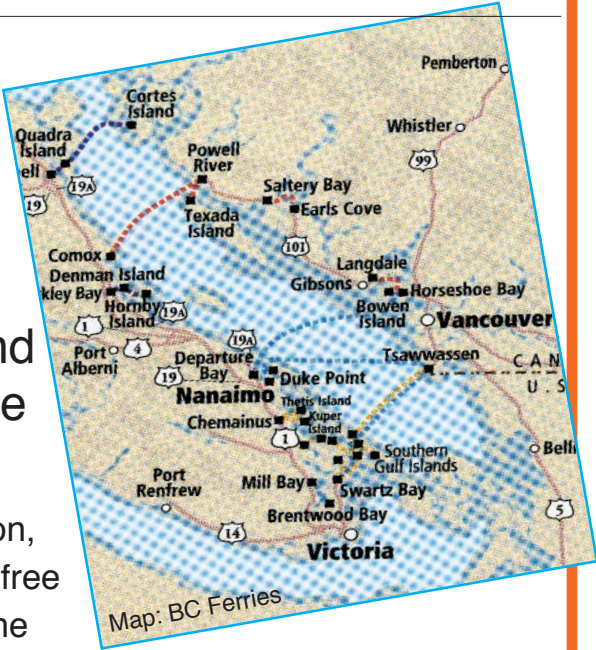 Pemberton
Cortes
Island
Whistler
Quadra
Island
ell
99
19A
19
Powell
River
Saltery Bay
Texada
Island
Earls Cove
101
Comox
Langdale
Denman Island
Gibsons
Horseshoe Bay
kley Bay
Bowen
Island
Hornby
Island
19A
Vancouver
1
19A
Tsawwassen
Port
Alberni
4
Departure
Bay
CAN
U.S
19
Duke Point
Nanaimo
Thetis Island
Kuper
Island
Chemainus
1
Southern
Gulf Islands
Bell
Port
Renfrew
Mill Bay
Swartz Bay
5
Brentwood Bay
14
Victoria
Map: BC Ferries
nd
e
on,
free
ne